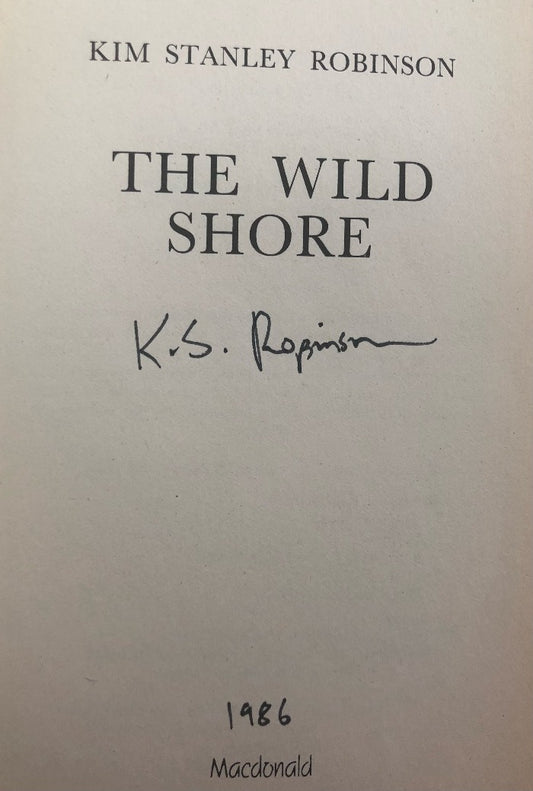 KIM STANLEY ROBINSON
THE WILD
SHORE
K.S. Robinson
1986
Macdonald